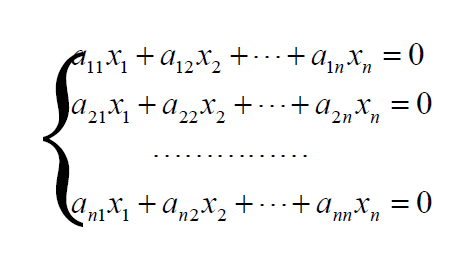 a₁₁x₁ + a₁₂x₂ + ··· + a₁ₙxₙ = 0
a₂₁x₁ + a₂₂x₂ + ··· + a₂ₙxₙ = 0
···············
aₙ₁x₁ + aₙ₂x₂ + ··· + aₙₙxₙ = 0